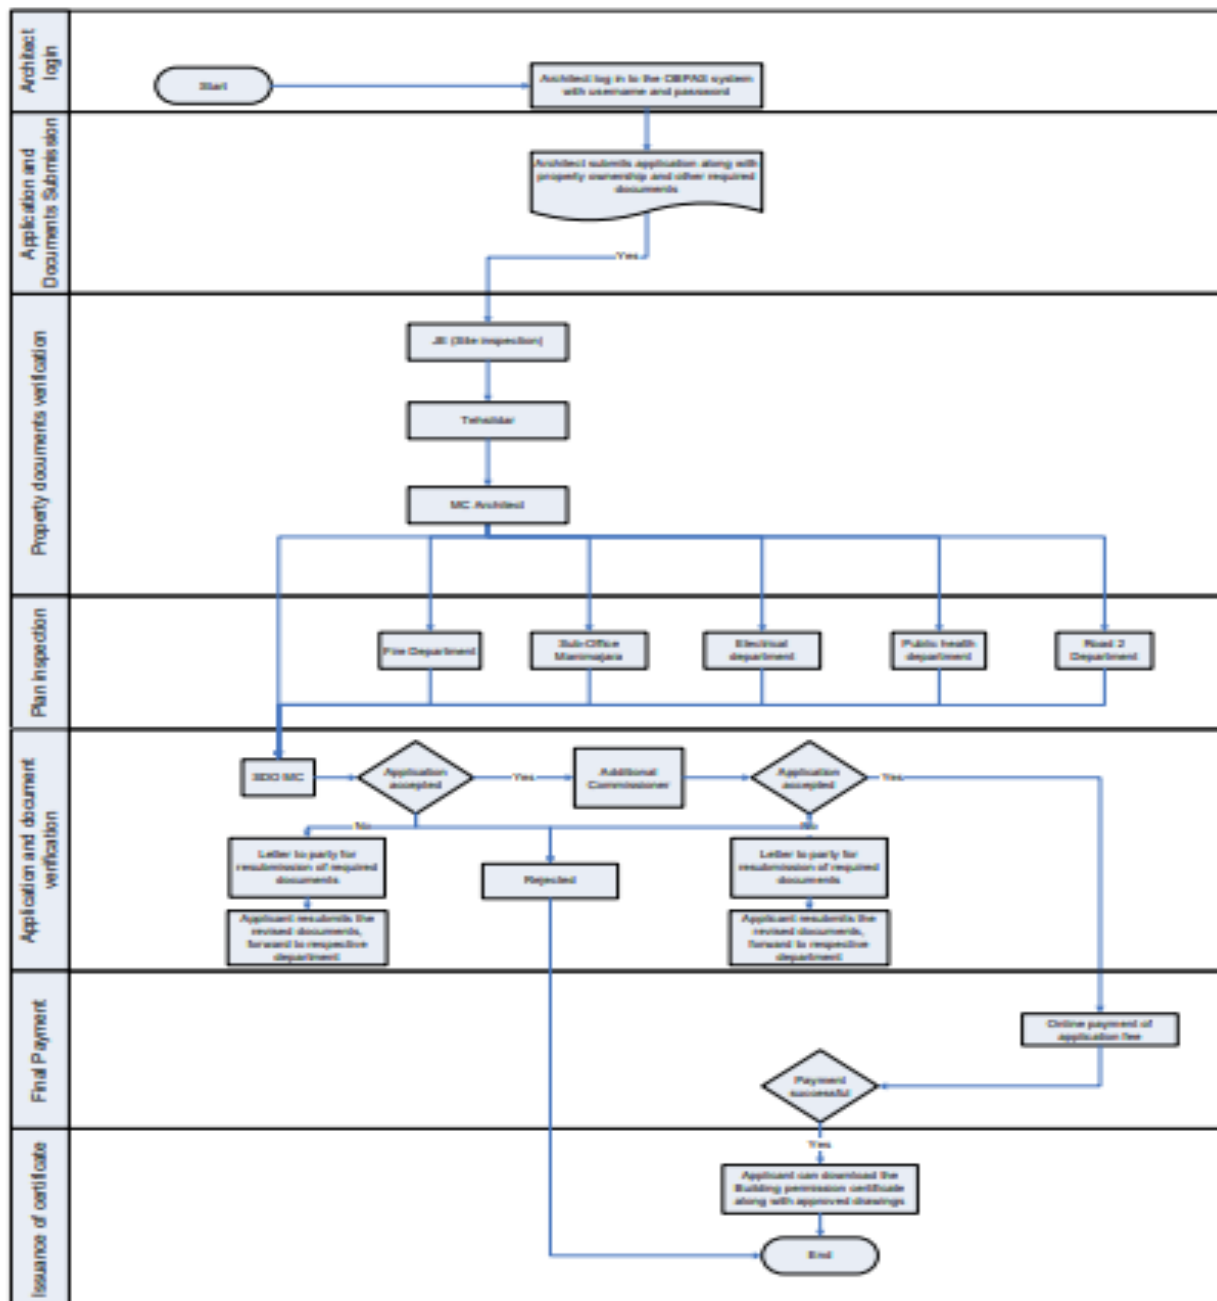 Architect
login
Start
Architect log in to the OBPAS system
with username and password
Application and
Documents Submission
Architect submits application along with
property ownership and other required
documents
Yes
Property documents verification
JE (Site inspection)
Tehsildar
MC Architect
Plan inspection
Fire Department
Sub-Office
Manimajara
Electrical
department
Public health
department
Road 2
Department
Application and document
verification
SDO MC
Application
accepted
Yes
Additional
Commissioner
Application
accepted
Yes
No
No
Letter to party for
resubmission of required
documents
Rejected
Letter to party for
resubmission of required
documents
Applicant resubmits the
revised documents,
forward to respective
department
Applicant resubmits the
revised documents,
forward to respective
department
Final Payment
Online payment of
application fee
Payment
successful
Yes
Issuance of certificate
Applicant can download the
Building permission certificate
along with approved drawings
End